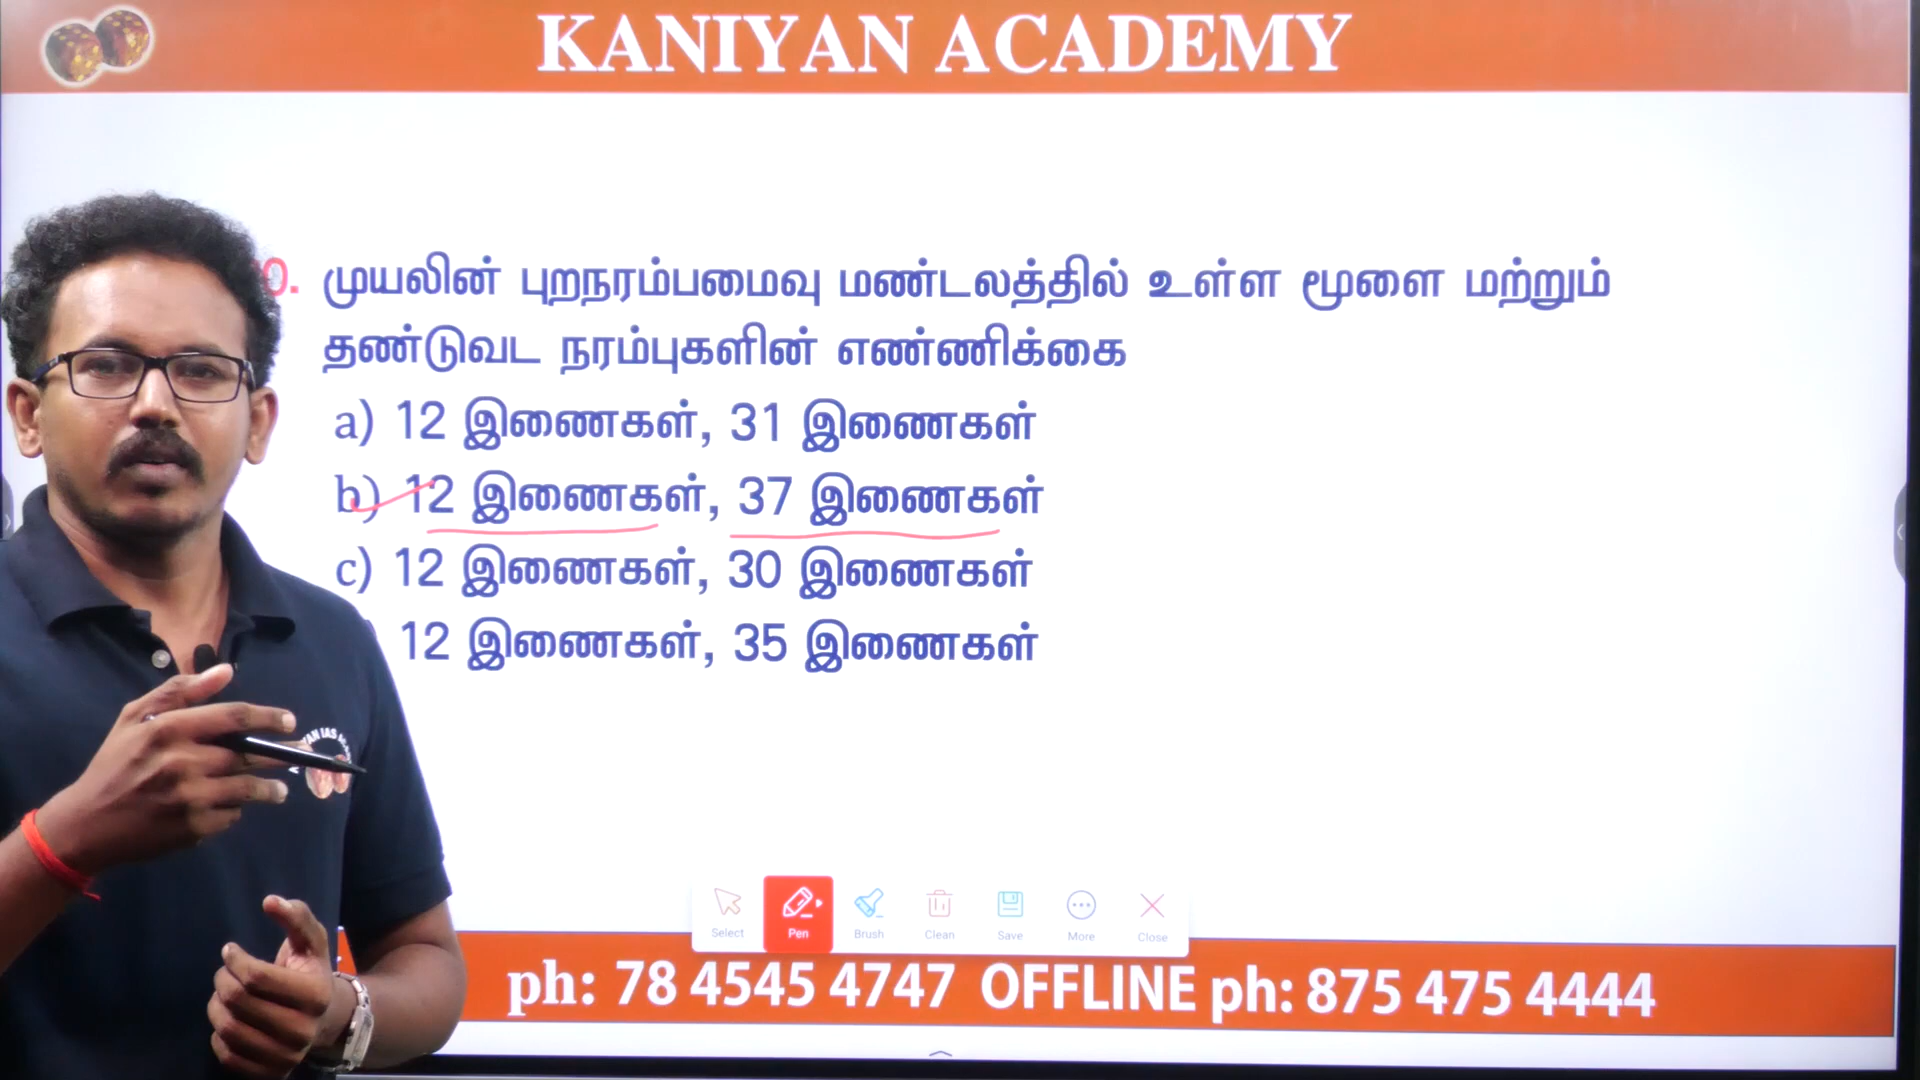 KANIYAN ACADEMY
0. முயலின் புறநரம்பமைவு மண்டலத்தில் உள்ள மூளை மற்றும்
தண்டுவட நரம்புகளின் எண்ணிக்கை
a) 12 இணைகள், 31 இணைகள்
b) 12 இணைகள், 37 இணைகள்
c) 12 இணைகள், 30 இணைகள்
12 இணைகள், 35 இணைகள்
Select Pen Brush Clean Save More Close
ph: 78 4545 4747 OFFLINE ph: 875 475 4444